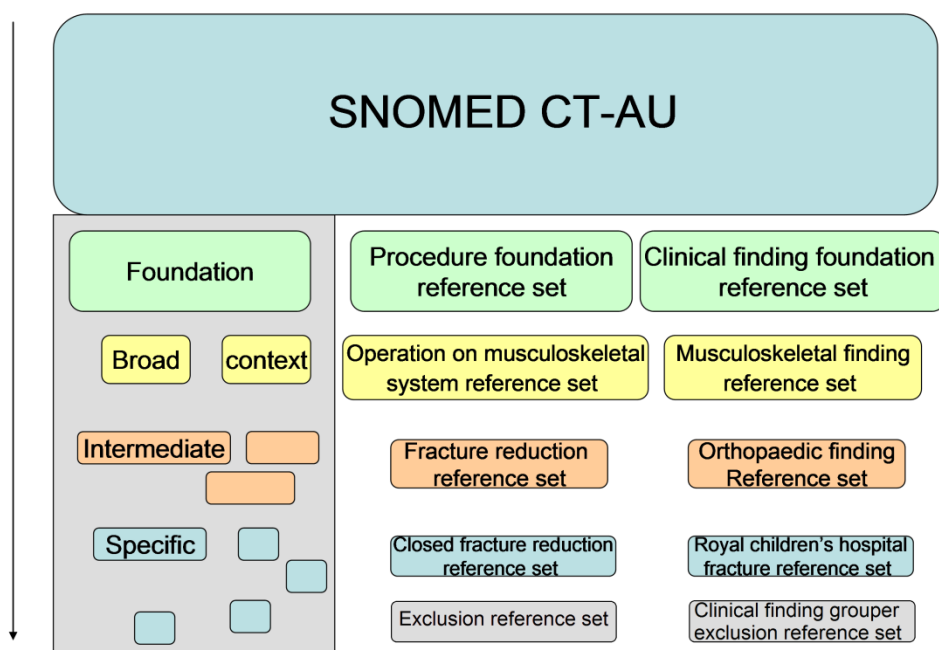 SNOMED CT-AU
Foundation
Procedure foundation
reference set
Clinical finding foundation
reference set
Broad
context
Operation on musculoskeletal
system reference set
Musculoskeletal finding
reference set
Intermediate
Fracture reduction
reference set
Orthopaedic finding
Reference set
Specific
Closed fracture reduction
reference set
Royal children's hospital
fracture reference set
Exclusion reference set
Clinical finding grouper
exclusion reference set